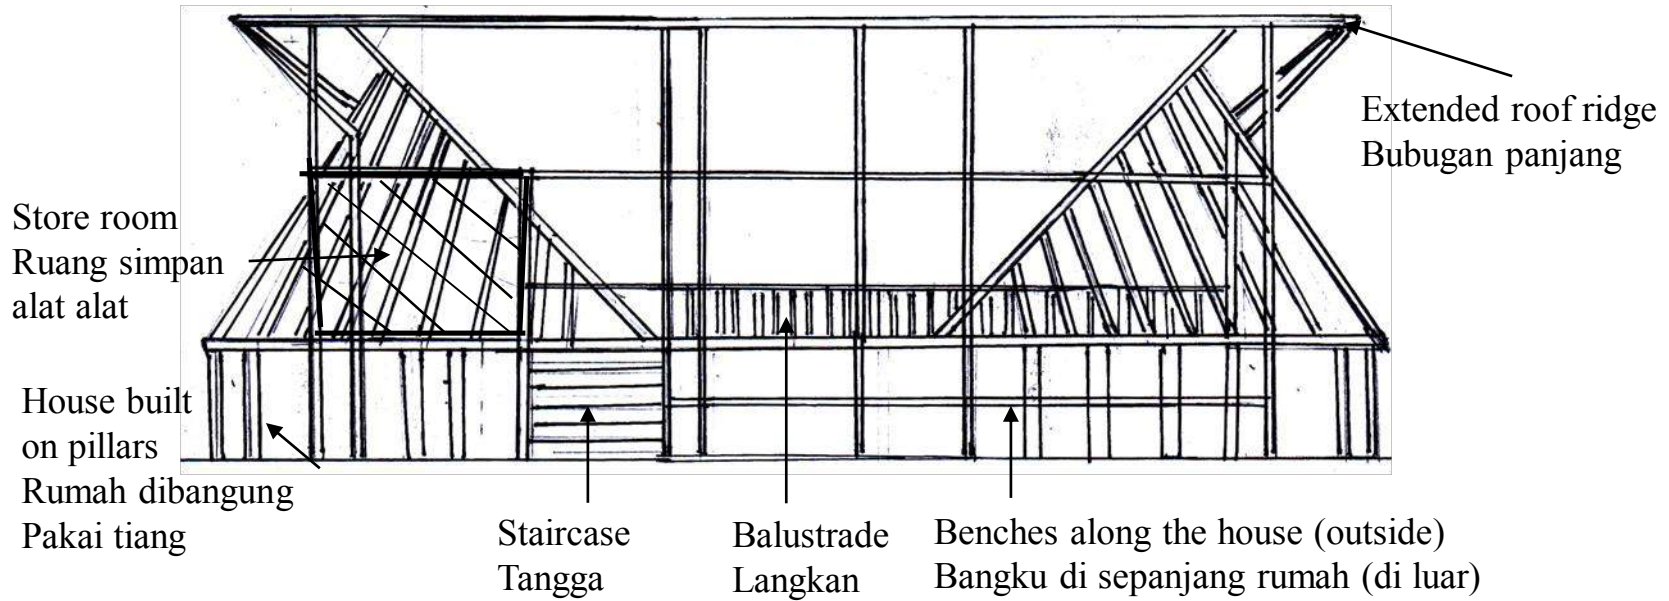 Extended roof ridge
Bubugan panjang
Store room
Ruang simpan
alat alat
House built
on pillars
Rumah dibangung
Pakai tiang
Staircase
Tangga
Balustrade
Langkan
Benches along the house (outside)
Bangku di sepanjang rumah (di luar)